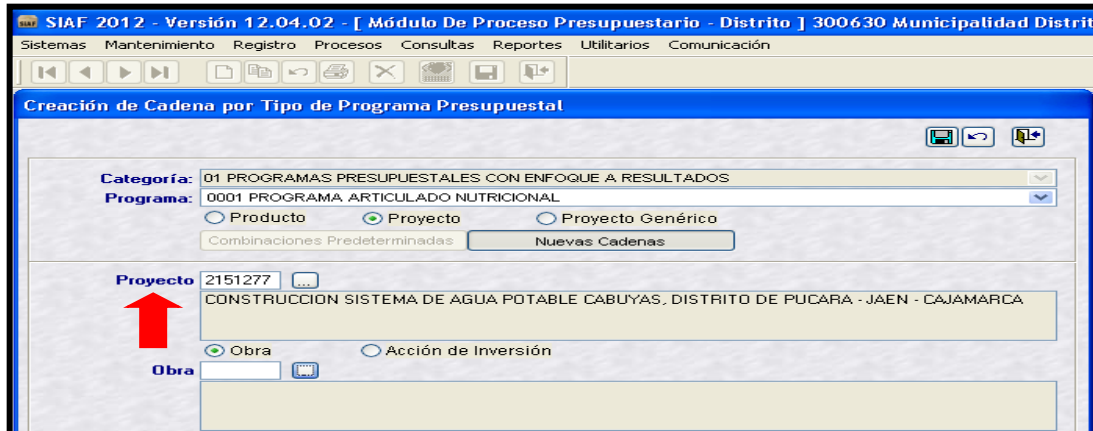 SIAF 2012 - Versión 12.04.02 - [ Módulo De Proceso Presupuestario - Distrito ] 300630 Municipalidad Distrit
Sistemas Mantenimiento Registro Procesos Consultas Reportes Utilitarios Comunicación
Creación de Cadena por Tipo de Programa Presupuestal
Categoría: 01 PROGRAMAS PRESUPUESTALES CON ENFOQUE A RESULTADOS
Programa: 0001 PROGRAMA ARTICULADO NUTRICIONAL
Producto Proyecto Proyecto Genérico
Combinaciones Predeterminadas Nuevas Cadenas
Proyecto 2151277 ...
CONSTRUCCION SISTEMA DE AGUA POTABLE CABUYAS, DISTRITO DE PUCARA - JAEN - CAJAMARCA
Obra Acción de Inversión
Obra ...